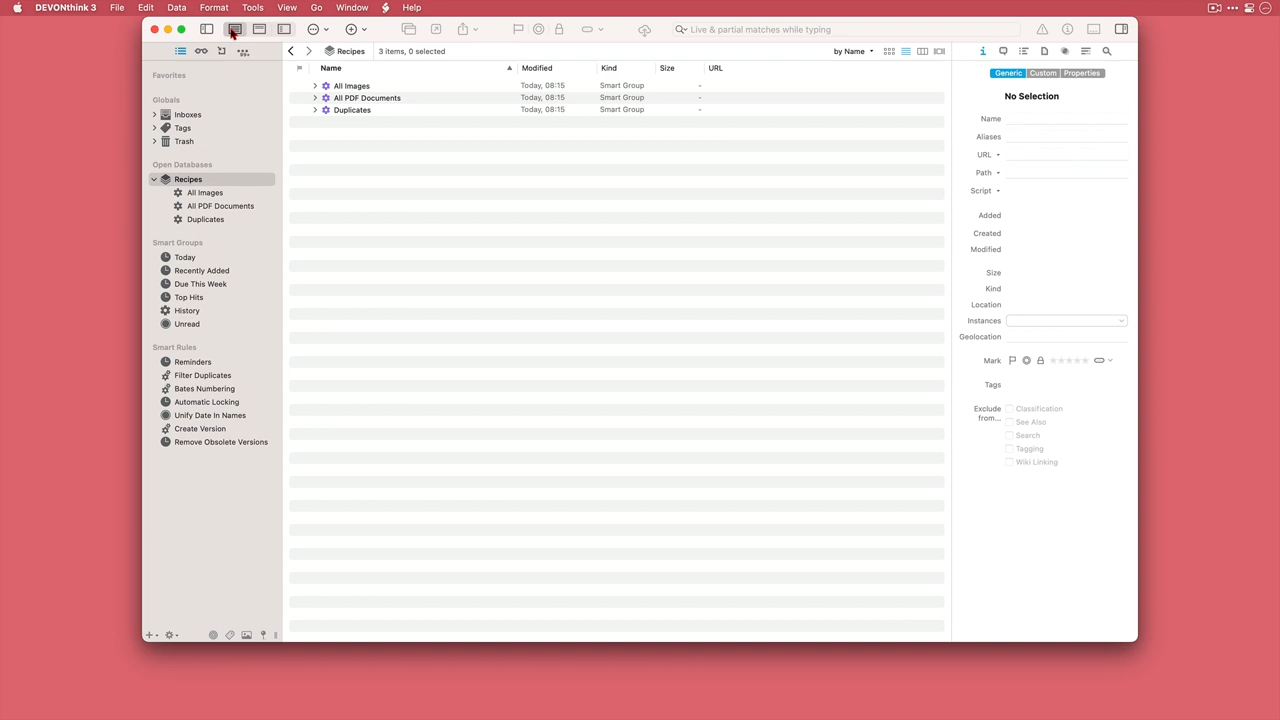 DEVONthink 3 File Edit Data Format Tools View Go Window Help
Live & partial matches while typing
Recipes 3 items, 0 selected by Name
Name Modified Kind Size URL
All Images Today, 08:15 Smart Group -
All PDF Documents Today, 08:15 Smart Group -
Duplicates Today, 08:15 Smart Group -
Favorites
Globals
Inboxes
Tags
Trash
Open Databases
Recipes
All Images
All PDF Documents
Duplicates
Smart Groups
Today
Recently Added
Due This Week
Top Hits
History
Unread
Smart Rules
Reminders
Filter Duplicates
Bates Numbering
Automatic Locking
Unify Date In Names
Create Version
Remove Obsolete Versions
Generic Custom Properties
No Selection
Name
Aliases
URL
Path
Script
Added
Created
Modified
Size
Kind
Location
Instances
Geolocation
Mark
Tags
Exclude from...
Classification
See Also
Search
Tagging
Wiki Linking